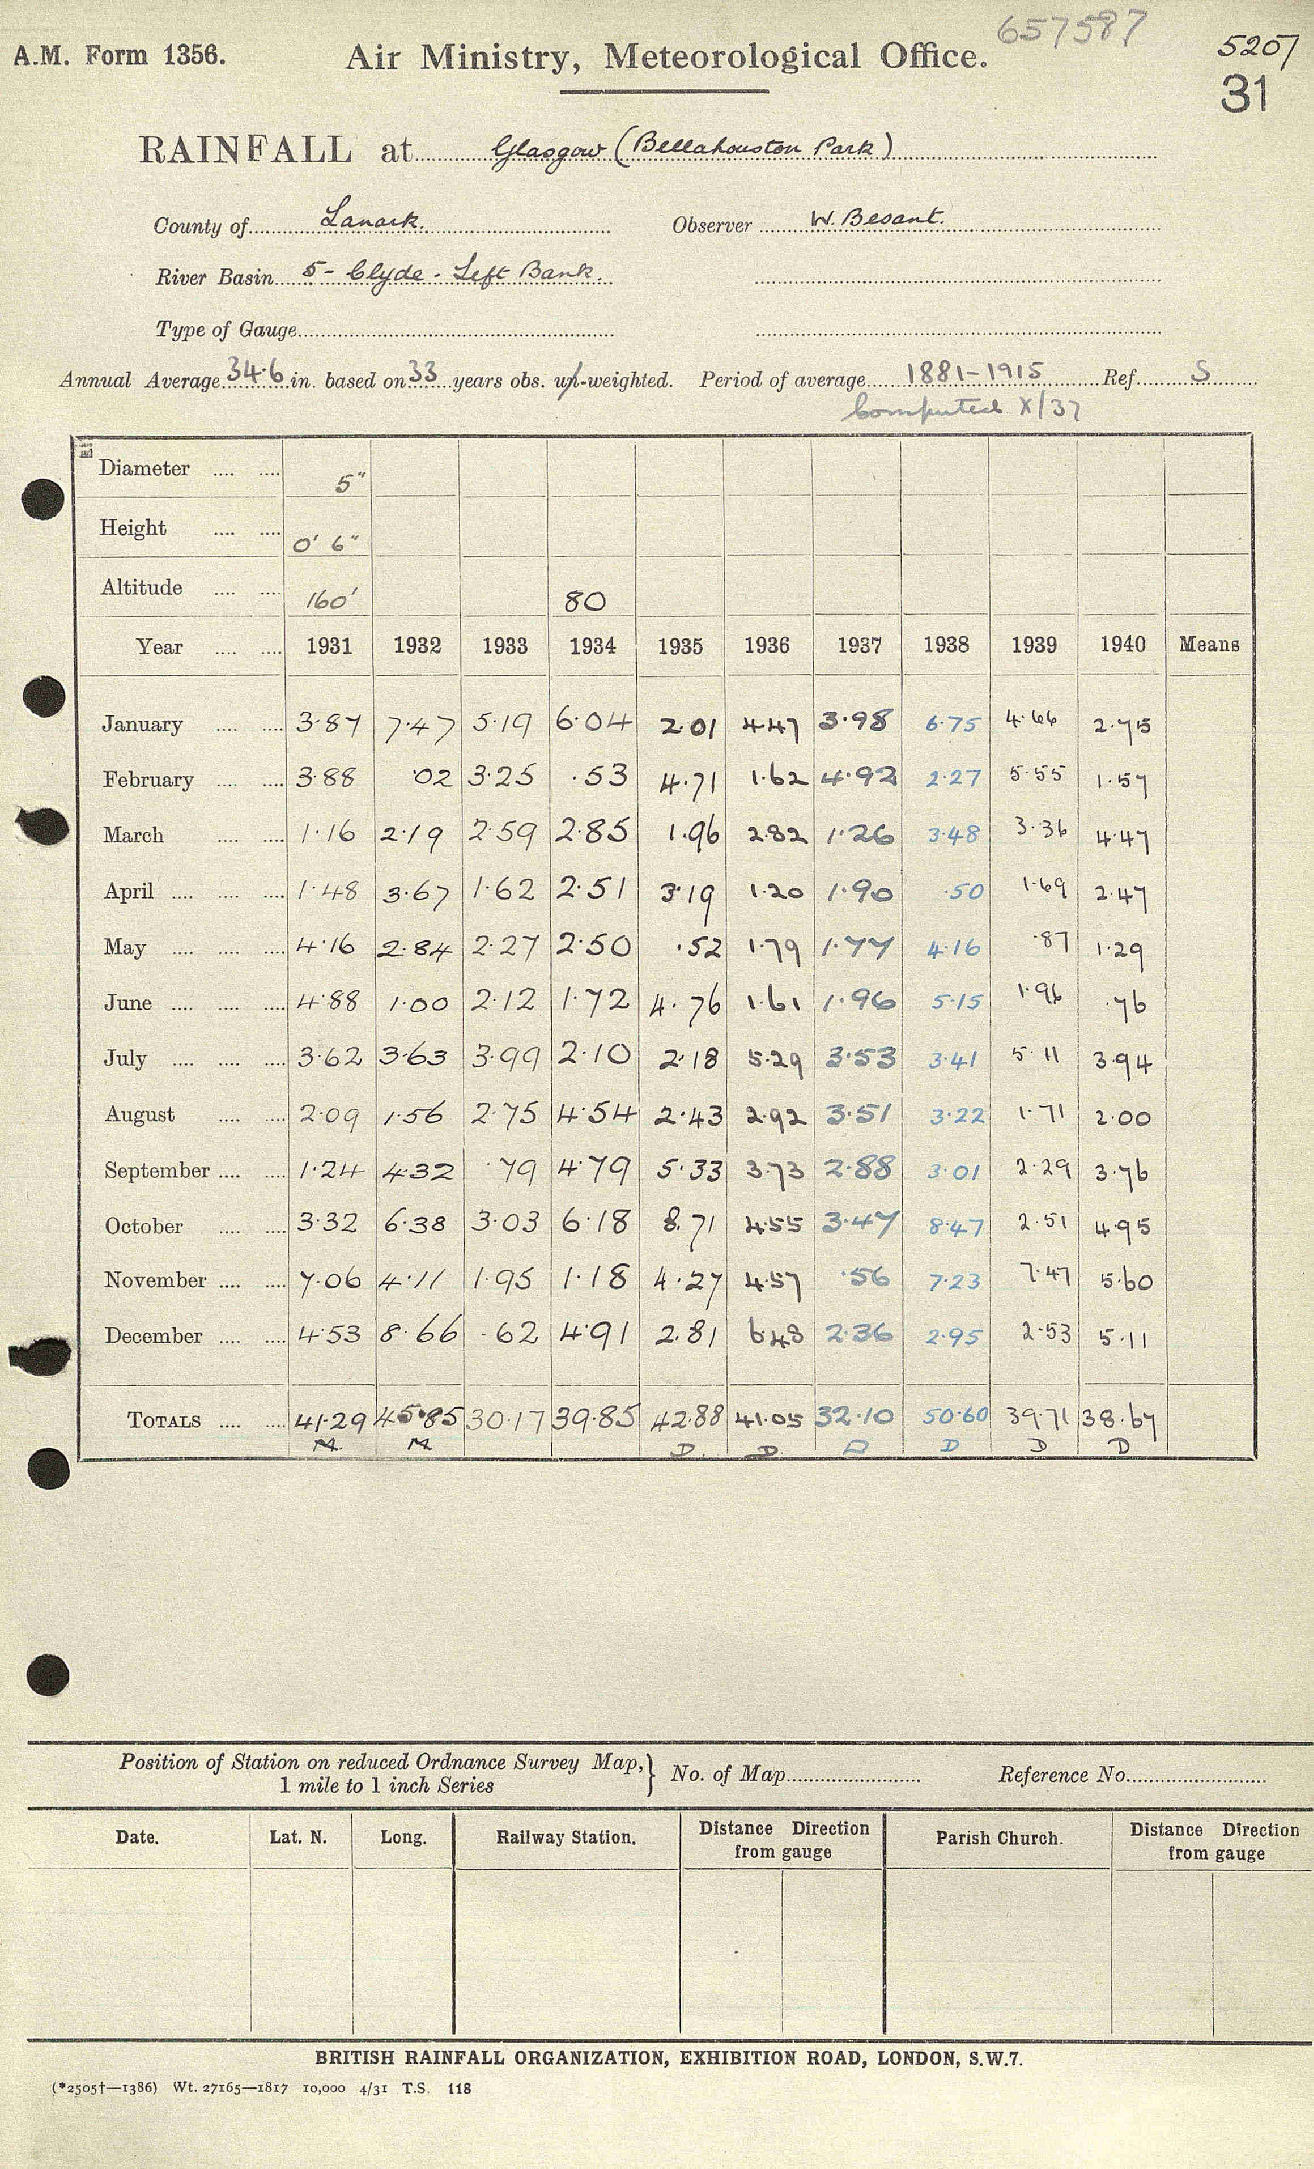 657587
A.M. Form 1356. Air Ministry, Meteorological Office. 5207
31
RAINFALL at Glasgow (Bellahouston Park)
County of Lanark. Observer W. Besant.
River Basin 5 - Clyde - Left Bank.
Type of Gauge
Annual Average 34.6 in. based on 33 years obs. un-weighted. Period of average 1881-1915 Ref. S
Computed X/37
Diameter .... .... 5"
Height .... .... 0' 6"
Altitude .... .... 160' 80
Year .... .... 1931 1932 1933 1934 1935 1936 1937 1938 1939 1940 Means
January .... .... 3.87 7.47 5.19 6.04 2.01 4.47 3.98 6.75 4.66 2.75
February .... .... 3.88 .02 3.25 .53 4.71 1.62 4.92 2.27 5.55 1.57
March .... .... 1.16 2.19 2.59 2.85 1.96 2.82 1.26 3.48 3.36 4.47
April .... .... .... 1.48 3.67 1.62 2.51 3.19 1.20 1.90 .50 1.69 2.47
May .... .... .... 4.16 2.84 2.27 2.50 .52 1.79 1.77 4.16 .87 1.29
June .... .... .... 4.88 1.00 2.12 1.72 4.76 1.61 1.96 5.15 1.96 .76
July .... .... .... 3.62 3.63 3.99 2.10 2.18 5.29 3.53 3.41 5.11 3.94
August .... .... 2.09 1.56 2.75 4.54 2.43 2.92 3.51 3.22 1.71 2.00
September .... .... 1.24 4.32 .79 4.79 5.33 3.73 2.88 3.01 2.29 3.76
October .... .... 3.32 6.38 3.03 6.18 8.71 4.55 3.47 8.47 2.51 4.95
November .... .... 7.06 4.11 1.95 1.18 4.27 4.57 .56 7.23 7.47 5.60
December .... .... 4.53 8.66 .62 4.91 2.81 6.48 2.36 2.95 2.53 5.11
TOTALS .... .... 41.29 45.85 30.17 39.85 42.88 41.05 32.10 50.60 39.71 38.67
M. M. D. D. D D D D
Position of Station on reduced Ordnance Survey Map,} No. of Map Reference No.
1 mile to 1 inch Series
Date. Lat. N. Long. Railway Station. Distance Direction Parish Church. Distance Direction
from gauge from gauge
BRITISH RAINFALL ORGANIZATION, EXHIBITION ROAD, LONDON, S.W.7.
(*2505†—1386) Wt. 27165—1817 10,000 4/31 T.S. 118